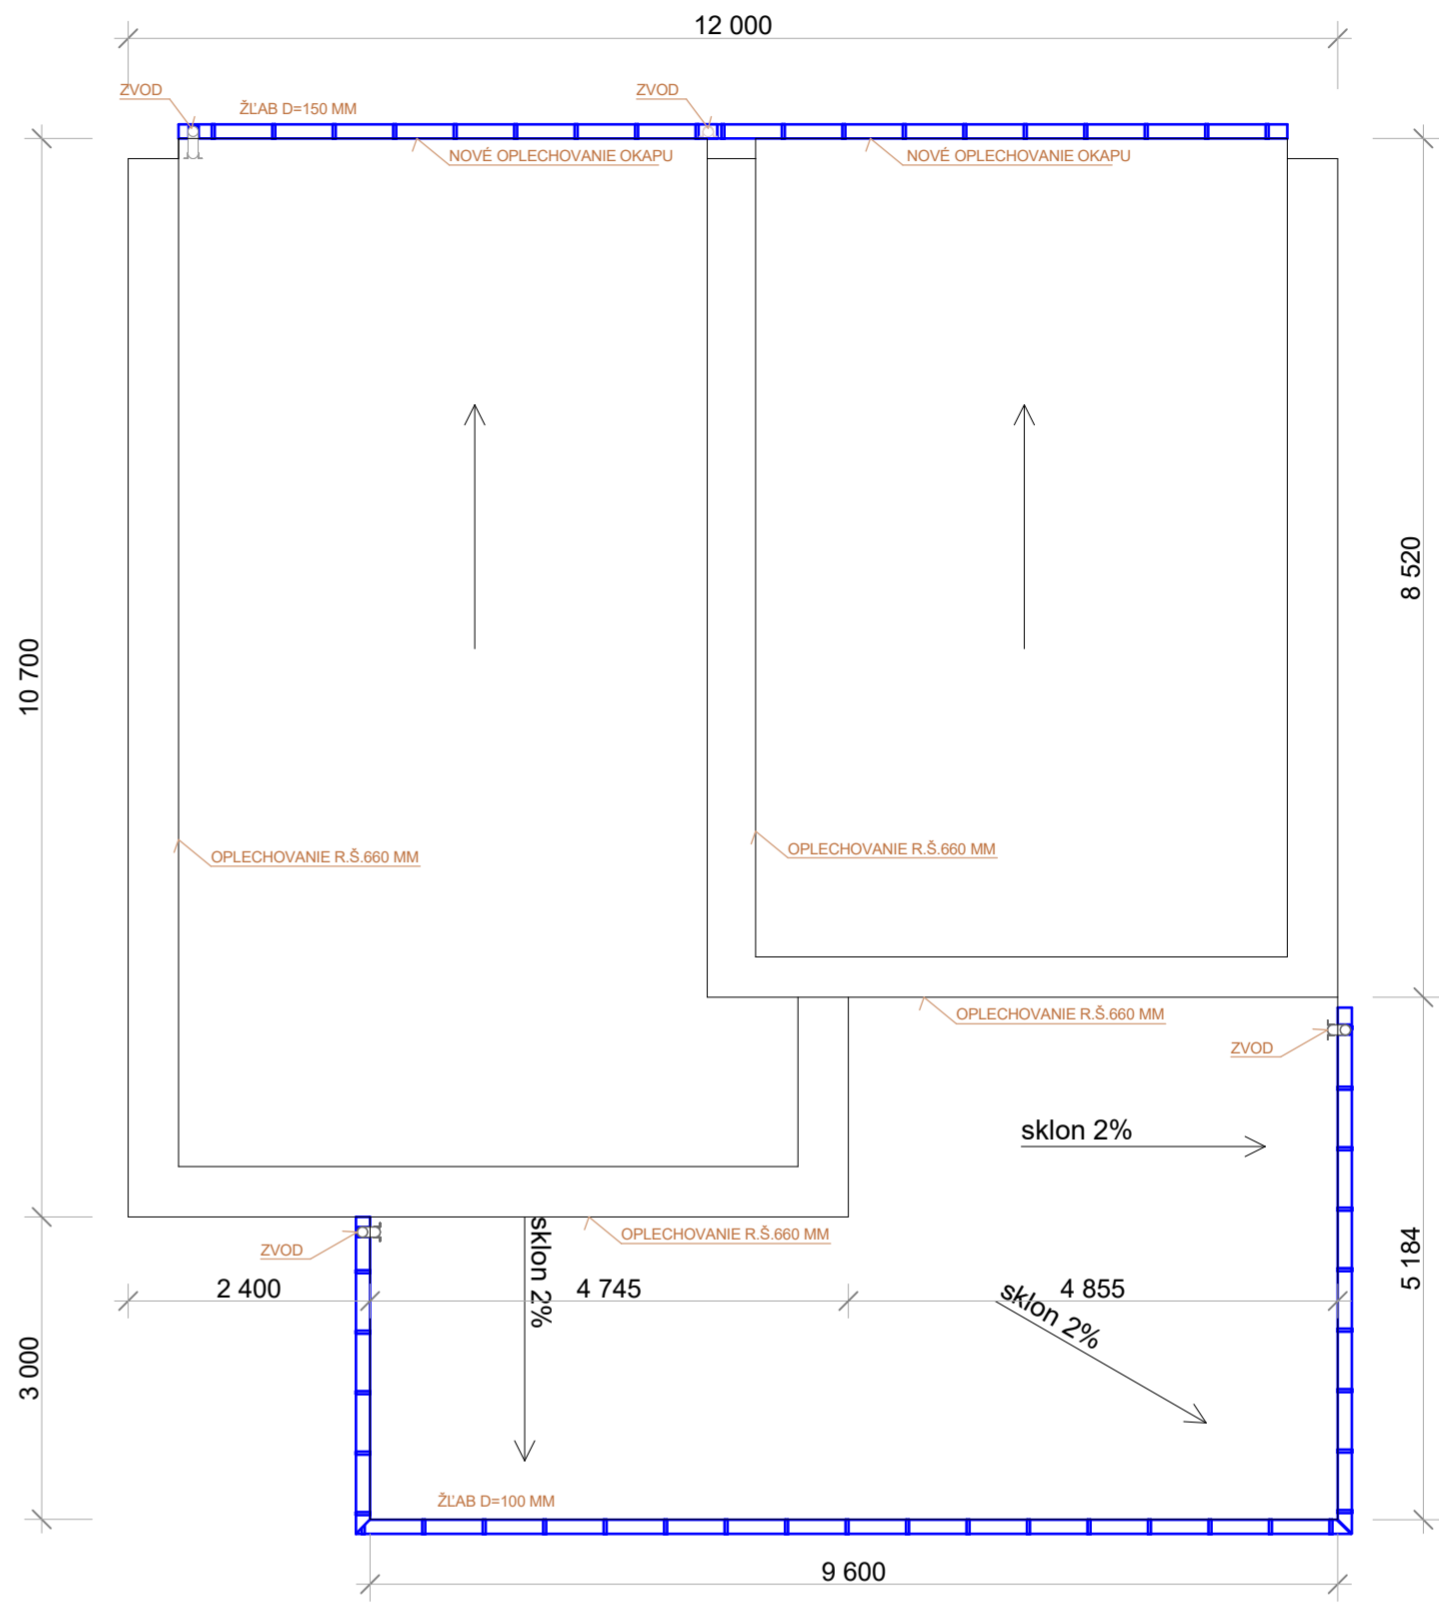 12 000
ZVOD
ZVOD
ŽĽAB D=150 MM
NOVÉ OPLECHOVANIE OKAPU
NOVÉ OPLECHOVANIE OKAPU
8 520
10 700
OPLECHOVANIE R.Š.660 MM
OPLECHOVANIE R.Š.660 MM
OPLECHOVANIE R.Š.660 MM
ZVOD
sklon 2%
OPLECHOVANIE R.Š.660 MM
ZVOD
sklon 2%
5 184
2 400
4 745
4 855
sklon 2%
3 000
ŽĽAB D=100 MM
9 600